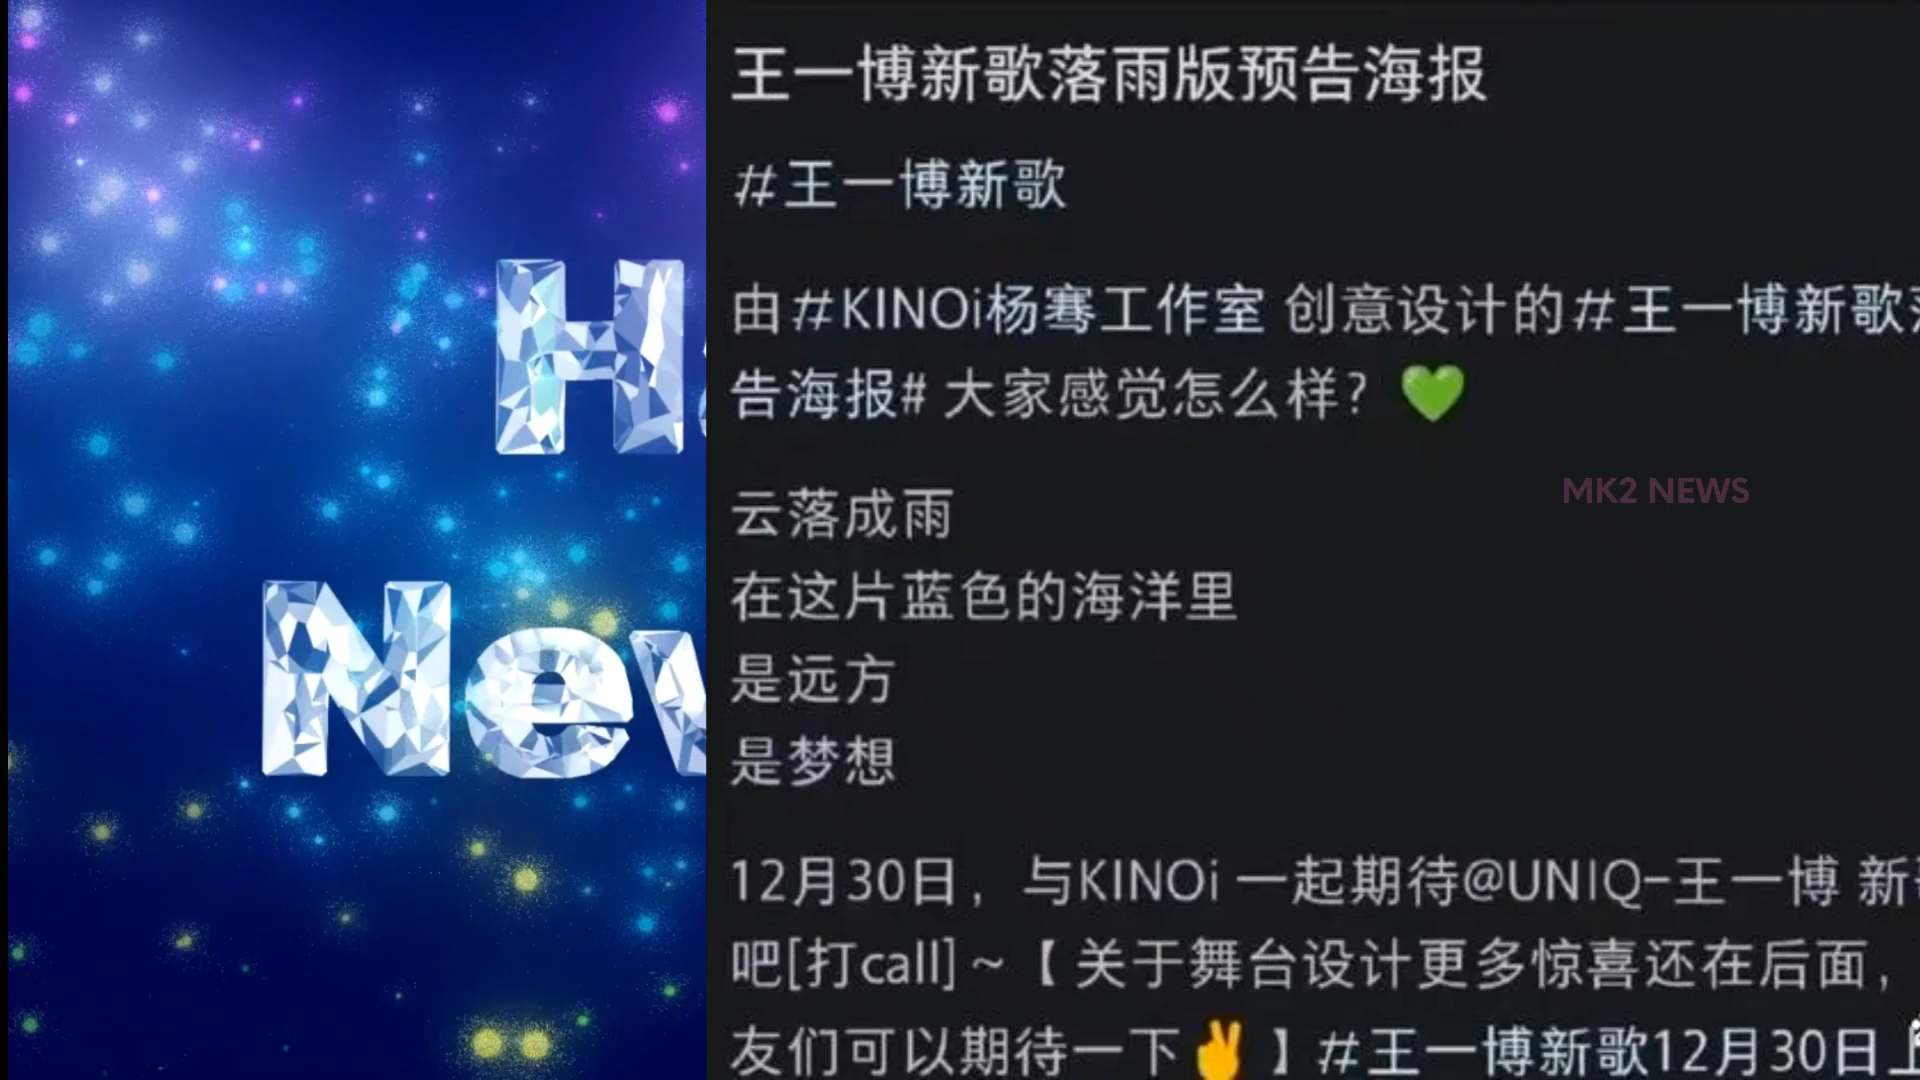 H
New
王一博新歌落雨版预告海报
#王一博新歌
由#KINOi杨骞工作室 创意设计的#王一博新歌
告海报# 大家感觉怎么样? 💚
MK2 NEWS
云落成雨
在这片蓝色的海洋里
是远方
是梦想
12月30日，与KINOi 一起期待@UNIQ-王一博 新
吧[打call]~【 关于舞台设计更多惊喜还在后面，
友们可以期待一下✌️】#王一博新歌12月30日